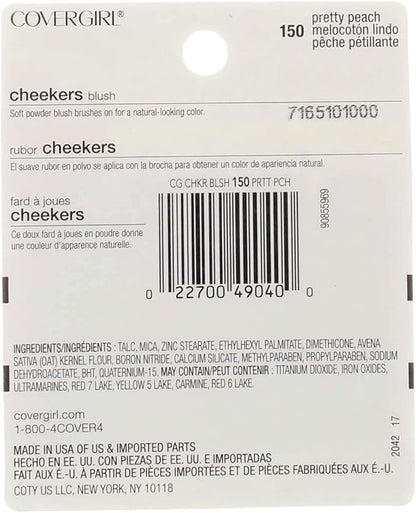 COVERGIRL®
150 pretty peach
melocotón lindo
pêche pétillante
cheekers blush
Soft powder blush brushes on for a natural-looking color.
7165101000
rubor cheekers
El suave rubor en polvo se aplica con la brocha para obtener un color de apariencia natural.
fard à joues
cheekers
Ce doux fard à joues en poudre donne
une couleur d'apparence naturelle.
CG CHKR BLSH 150 PRTT PCH
0 22700 49040 0
90855969
INGREDIENTS/INGRÉDIENTS : TALC, MICA, ZINC STEARATE, ETHYLHEXYL PALMITATE, DIMETHICONE, AVENA
SATIVA (OAT) KERNEL FLOUR, BORON NITRIDE, CALCIUM SILICATE, METHYLPARABEN, PROPYLPARABEN, SODIUM
DEHYDROACETATE, BHT, QUATERNIUM-15. MAY CONTAIN/PEUT CONTENIR : TITANIUM DIOXIDE, IRON OXIDES,
ULTRAMARINES, RED 7 LAKE, YELLOW 5 LAKE, CARMINE, RED 6 LAKE.
covergirl.com
1-800-4COVER4
2042 17
MADE IN USA OF US & IMPORTED PARTS
HECHO EN EE. UU. CON PIEZAS DE EE. UU. E IMPORTADAS
FAIT AUX É.-U. À PARTIR DE PIÈCES IMPORTÉES ET DE PIÈCES FABRIQUÉES AUX É.-U.
COTY US LLC, NEW YORK, NY 10118